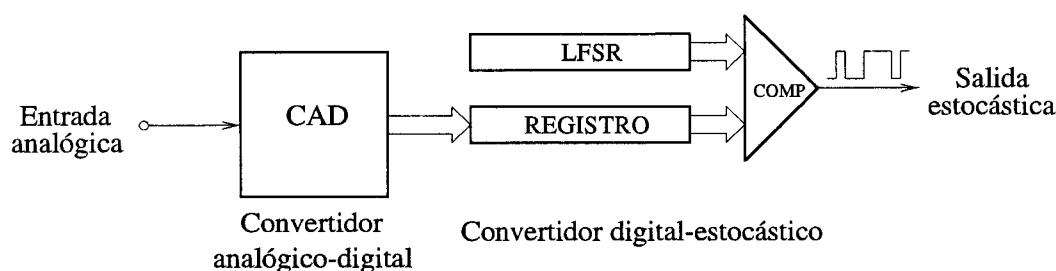 LFSR
COMP
Salida
estocástica
Entrada
analógica
CAD
REGISTRO
Convertidor
analógico-digital
Convertidor digital-estocástico